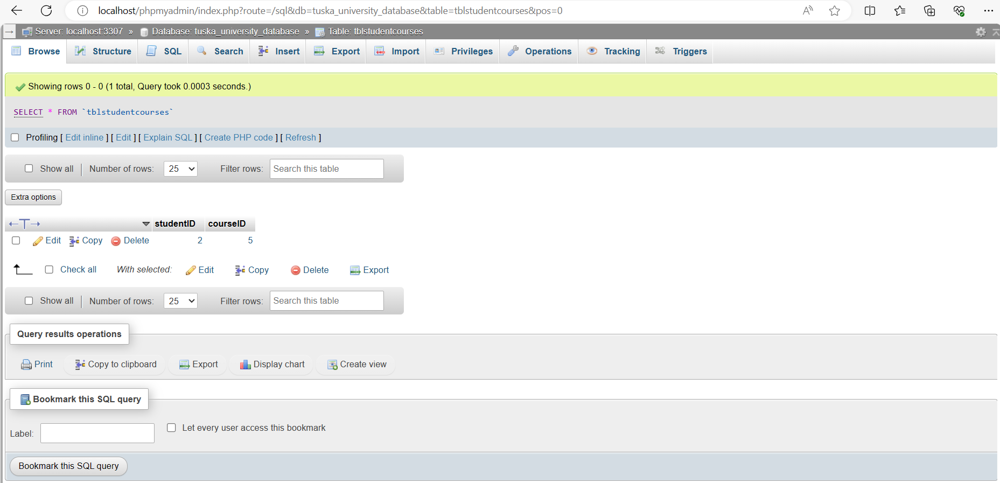 localhost/phpmyadmin/index.php?route=/sql&db=tuska_university_database&table=tblstudentcourses&pos=0
Server: localhost:3307 » Database: tuska_university_database » Table: tblstudentcourses
Browse Structure SQL Search Insert Export Import Privileges Operations Tracking Triggers
Showing rows 0 - 0 (1 total, Query took 0.0003 seconds.)
SELECT * FROM `tblstudentcourses`
Profiling [ Edit inline ] [ Edit ] [ Explain SQL ] [ Create PHP code ] [ Refresh ]
Show all Number of rows: 25 Filter rows: Search this table
Extra options
studentID courseID
Edit Copy Delete 2 5
Check all With selected: Edit Copy Delete Export
Show all Number of rows: 25 Filter rows: Search this table
Query results operations
Print Copy to clipboard Export Display chart Create view
Bookmark this SQL query
Label: Let every user access this bookmark
Bookmark this SQL query